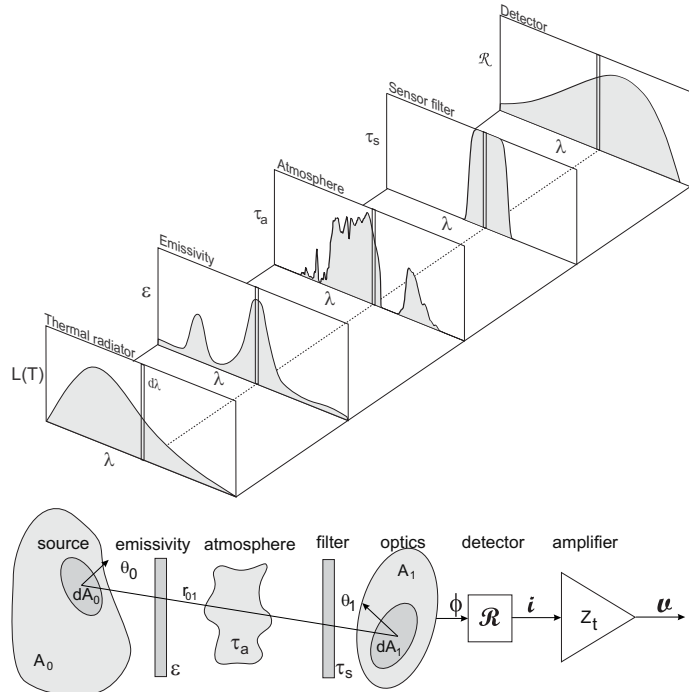 Detector
ℛ
λ
Sensor filter
τs
λ
Atmosphere
τa
λ
Emissivity
ε
λ
Thermal radiator
L(T)
dλ
λ
source emissivity atmosphere filter optics detector amplifier
θ0
dA0
A0
ε
r01
τa
τs
A1
θ1
dA1
ϕ
ℛ
i
Zt
v